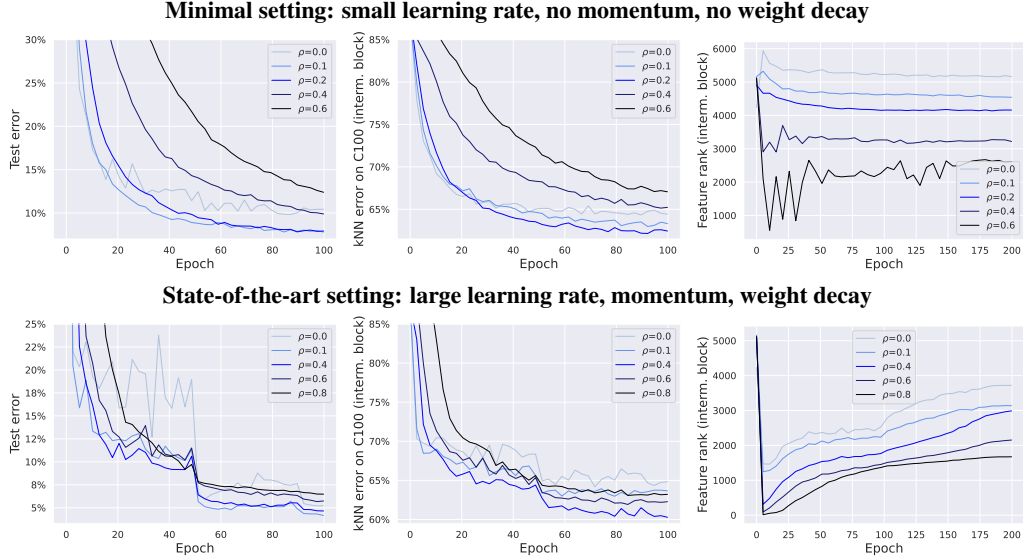 Minimal setting: small learning rate, no momentum, no weight decay
Test error
30%
25%
20%
15%
10%
0 20 40 60 80 100
Epoch
ρ=0.0
ρ=0.1
ρ=0.2
ρ=0.4
ρ=0.6
kNN error on C100 (interm. block)
85%
80%
75%
70%
65%
0 20 40 60 80 100
Epoch
ρ=0.0
ρ=0.1
ρ=0.2
ρ=0.4
ρ=0.6
Feature rank (interm. block)
6000
5000
4000
3000
2000
1000
0 25 50 75 100 125 150 175 200
Epoch
ρ=0.0
ρ=0.1
ρ=0.2
ρ=0.4
ρ=0.6
State-of-the-art setting: large learning rate, momentum, weight decay
Test error
25%
22%
20%
18%
15%
12%
10%
8%
5%
0 20 40 60 80 100
Epoch
ρ=0.0
ρ=0.1
ρ=0.4
ρ=0.6
ρ=0.8
kNN error on C100 (interm. block)
85%
80%
75%
70%
65%
60%
0 20 40 60 80 100
Epoch
ρ=0.0
ρ=0.1
ρ=0.4
ρ=0.6
ρ=0.8
Feature rank (interm. block)
5000
4000
3000
2000
1000
0
0 25 50 75 100 125 150 175 200
Epoch
ρ=0.0
ρ=0.1
ρ=0.4
ρ=0.6
ρ=0.8